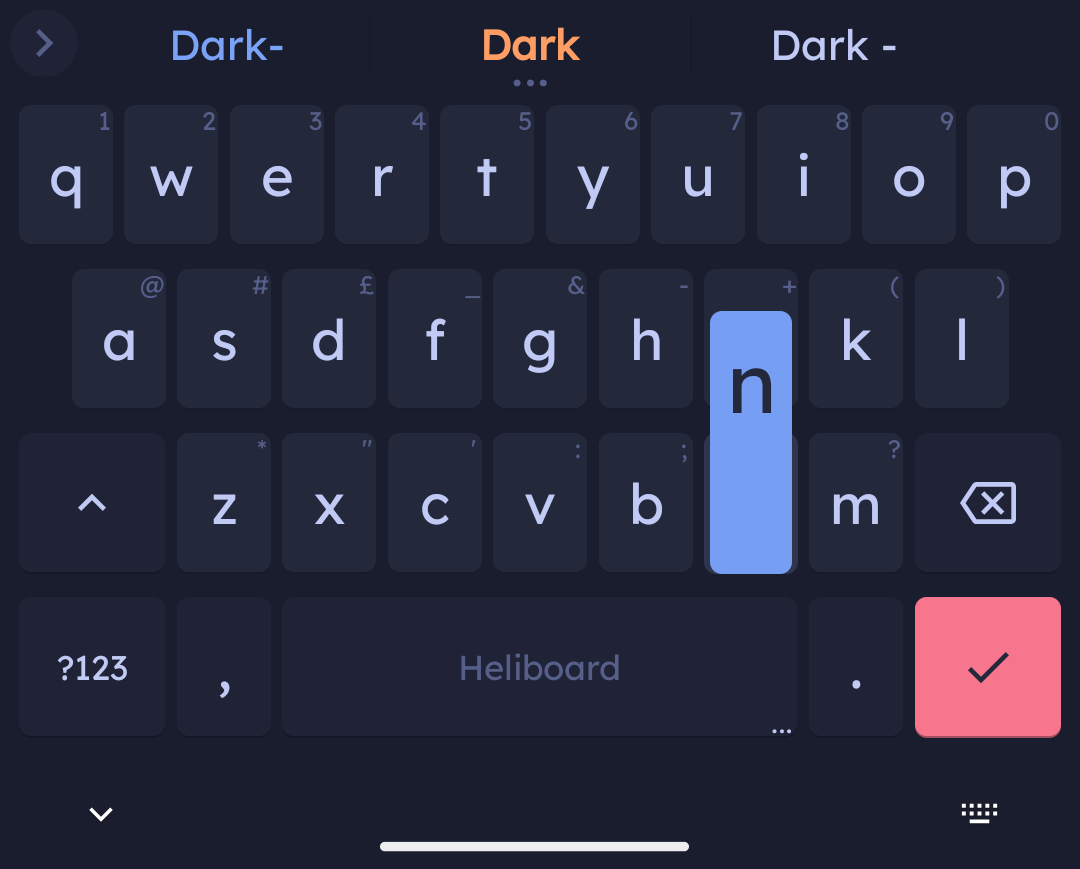 Dark- Dark Dark -
1 2 3 4 5 6 7 8 9 0
q w e r t y u i o p
@ # £ _ & - + ( )
a s d f g h k l
n
* " ' : ; ?
z x c v b m
?123 , Heliboard .